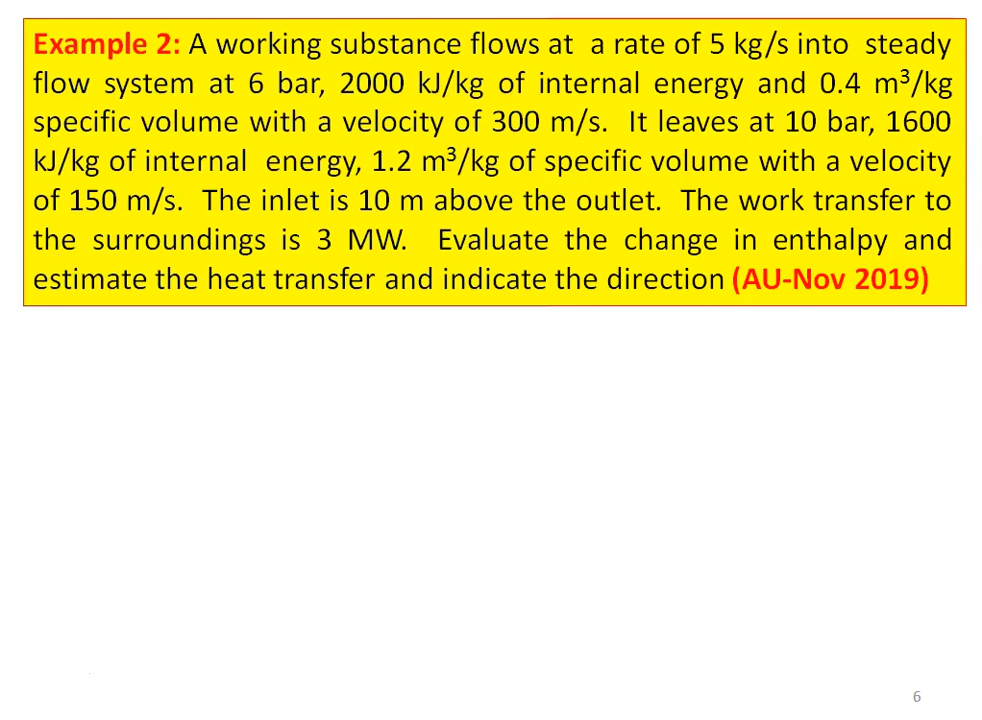 Example 2: A working substance flows at a rate of 5 kg/s into steady
flow system at 6 bar, 2000 kJ/kg of internal energy and 0.4 m³/kg
specific volume with a velocity of 300 m/s. It leaves at 10 bar, 1600
kJ/kg of internal energy, 1.2 m³/kg of specific volume with a velocity
of 150 m/s. The inlet is 10 m above the outlet. The work transfer to
the surroundings is 3 MW. Evaluate the change in enthalpy and
estimate the heat transfer and indicate the direction (AU-Nov 2019)
6